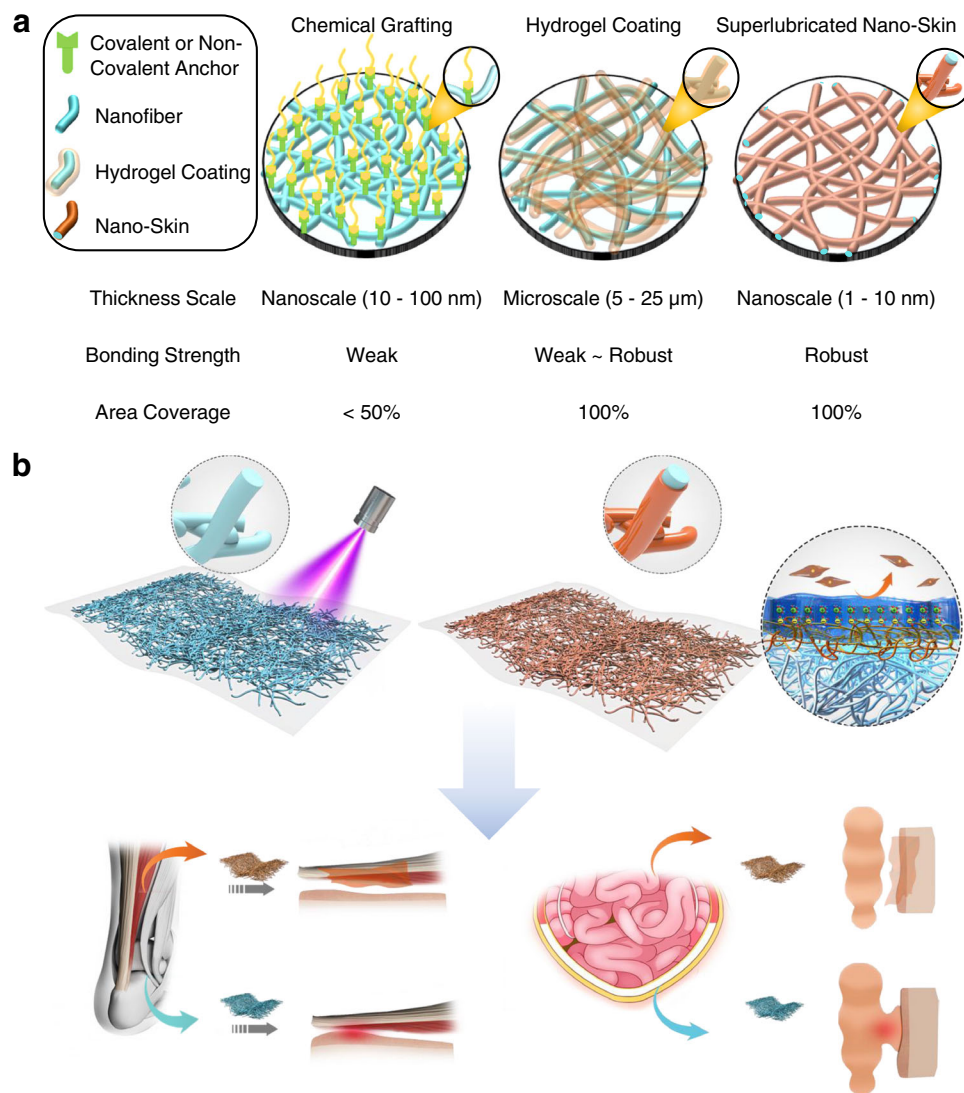 a
Covalent or Non-
Covalent Anchor
Nanofiber
Hydrogel Coating
Nano-Skin
Chemical Grafting
Hydrogel Coating
Superlubricated Nano-Skin
Thickness Scale
Nanoscale (10 - 100 nm)
Microscale (5 - 25 μm)
Nanoscale (1 - 10 nm)
Bonding Strength
Weak
Weak ~ Robust
Robust
Area Coverage
< 50%
100%
100%
b